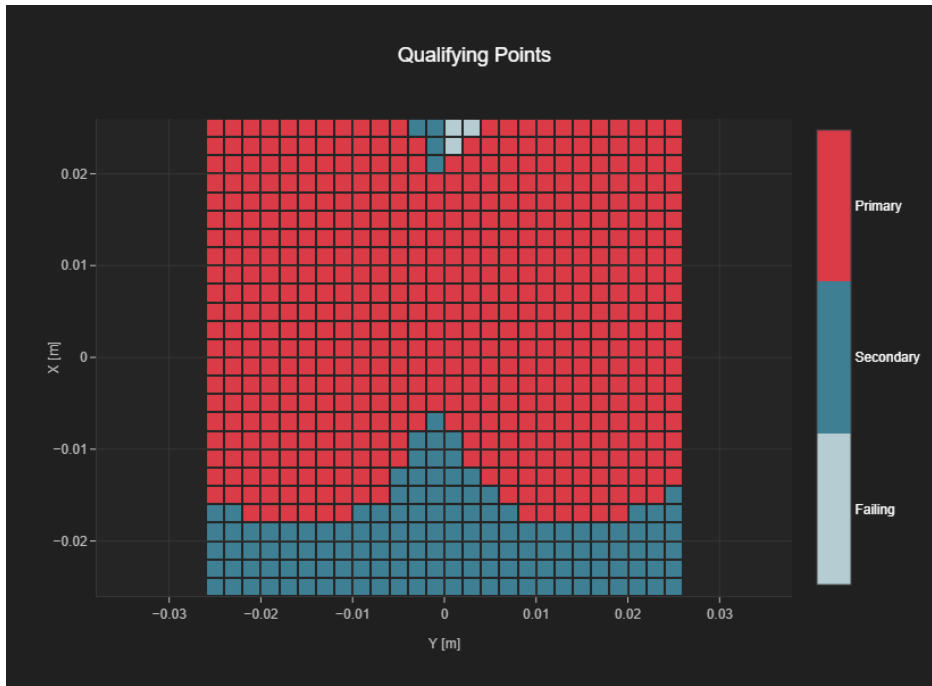 Qualifying Points
0.02
0.01
0
−0.01
−0.02
X [m]
−0.03
−0.02
−0.01
0
0.01
0.02
0.03
Y [m]
Primary
Secondary
Failing